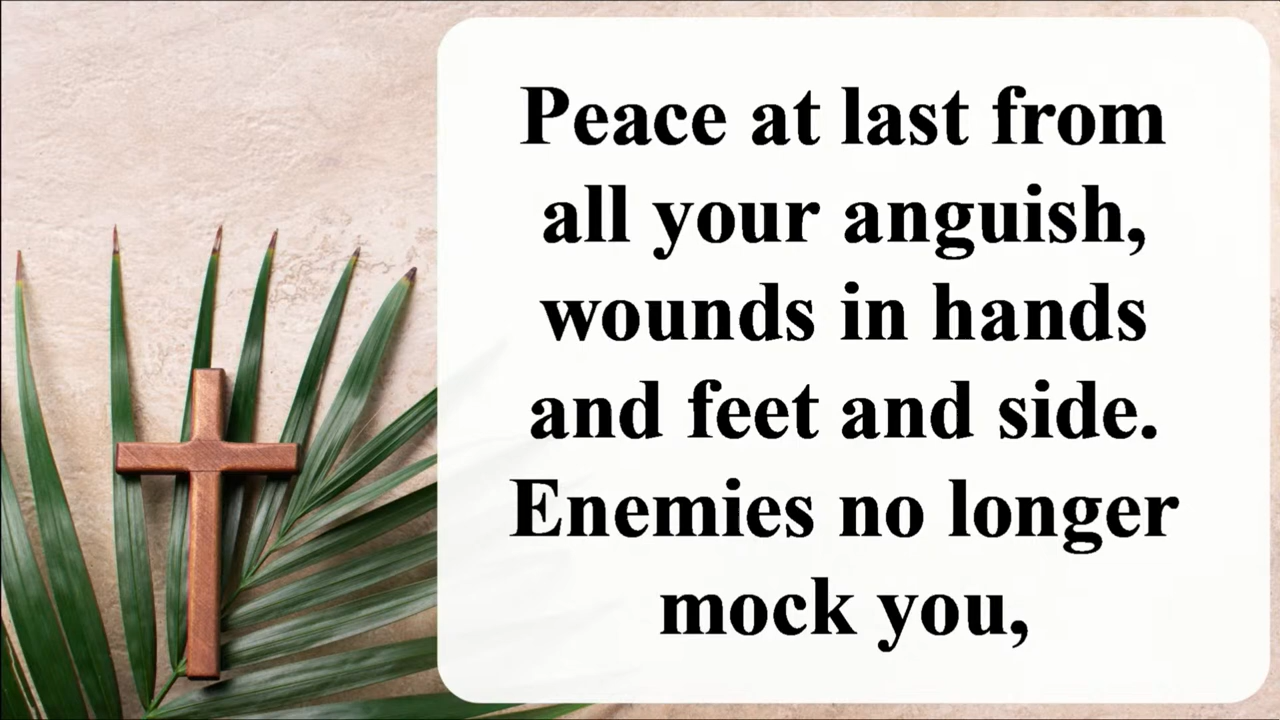 Peace at last from
all your anguish,
wounds in hands
and feet and side.
Enemies no longer
mock you,